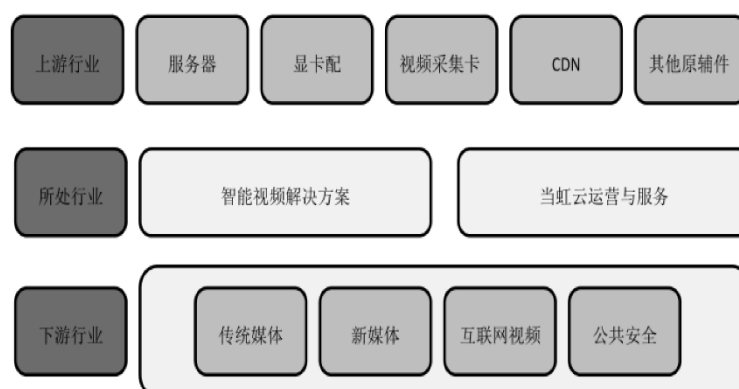 上游行业
服务器
显卡配
视频采集卡
CDN
其他原辅件
所处行业
智能视频解决方案
当虹云运营与服务
下游行业
传统媒体
新媒体
互联网视频
公共安全